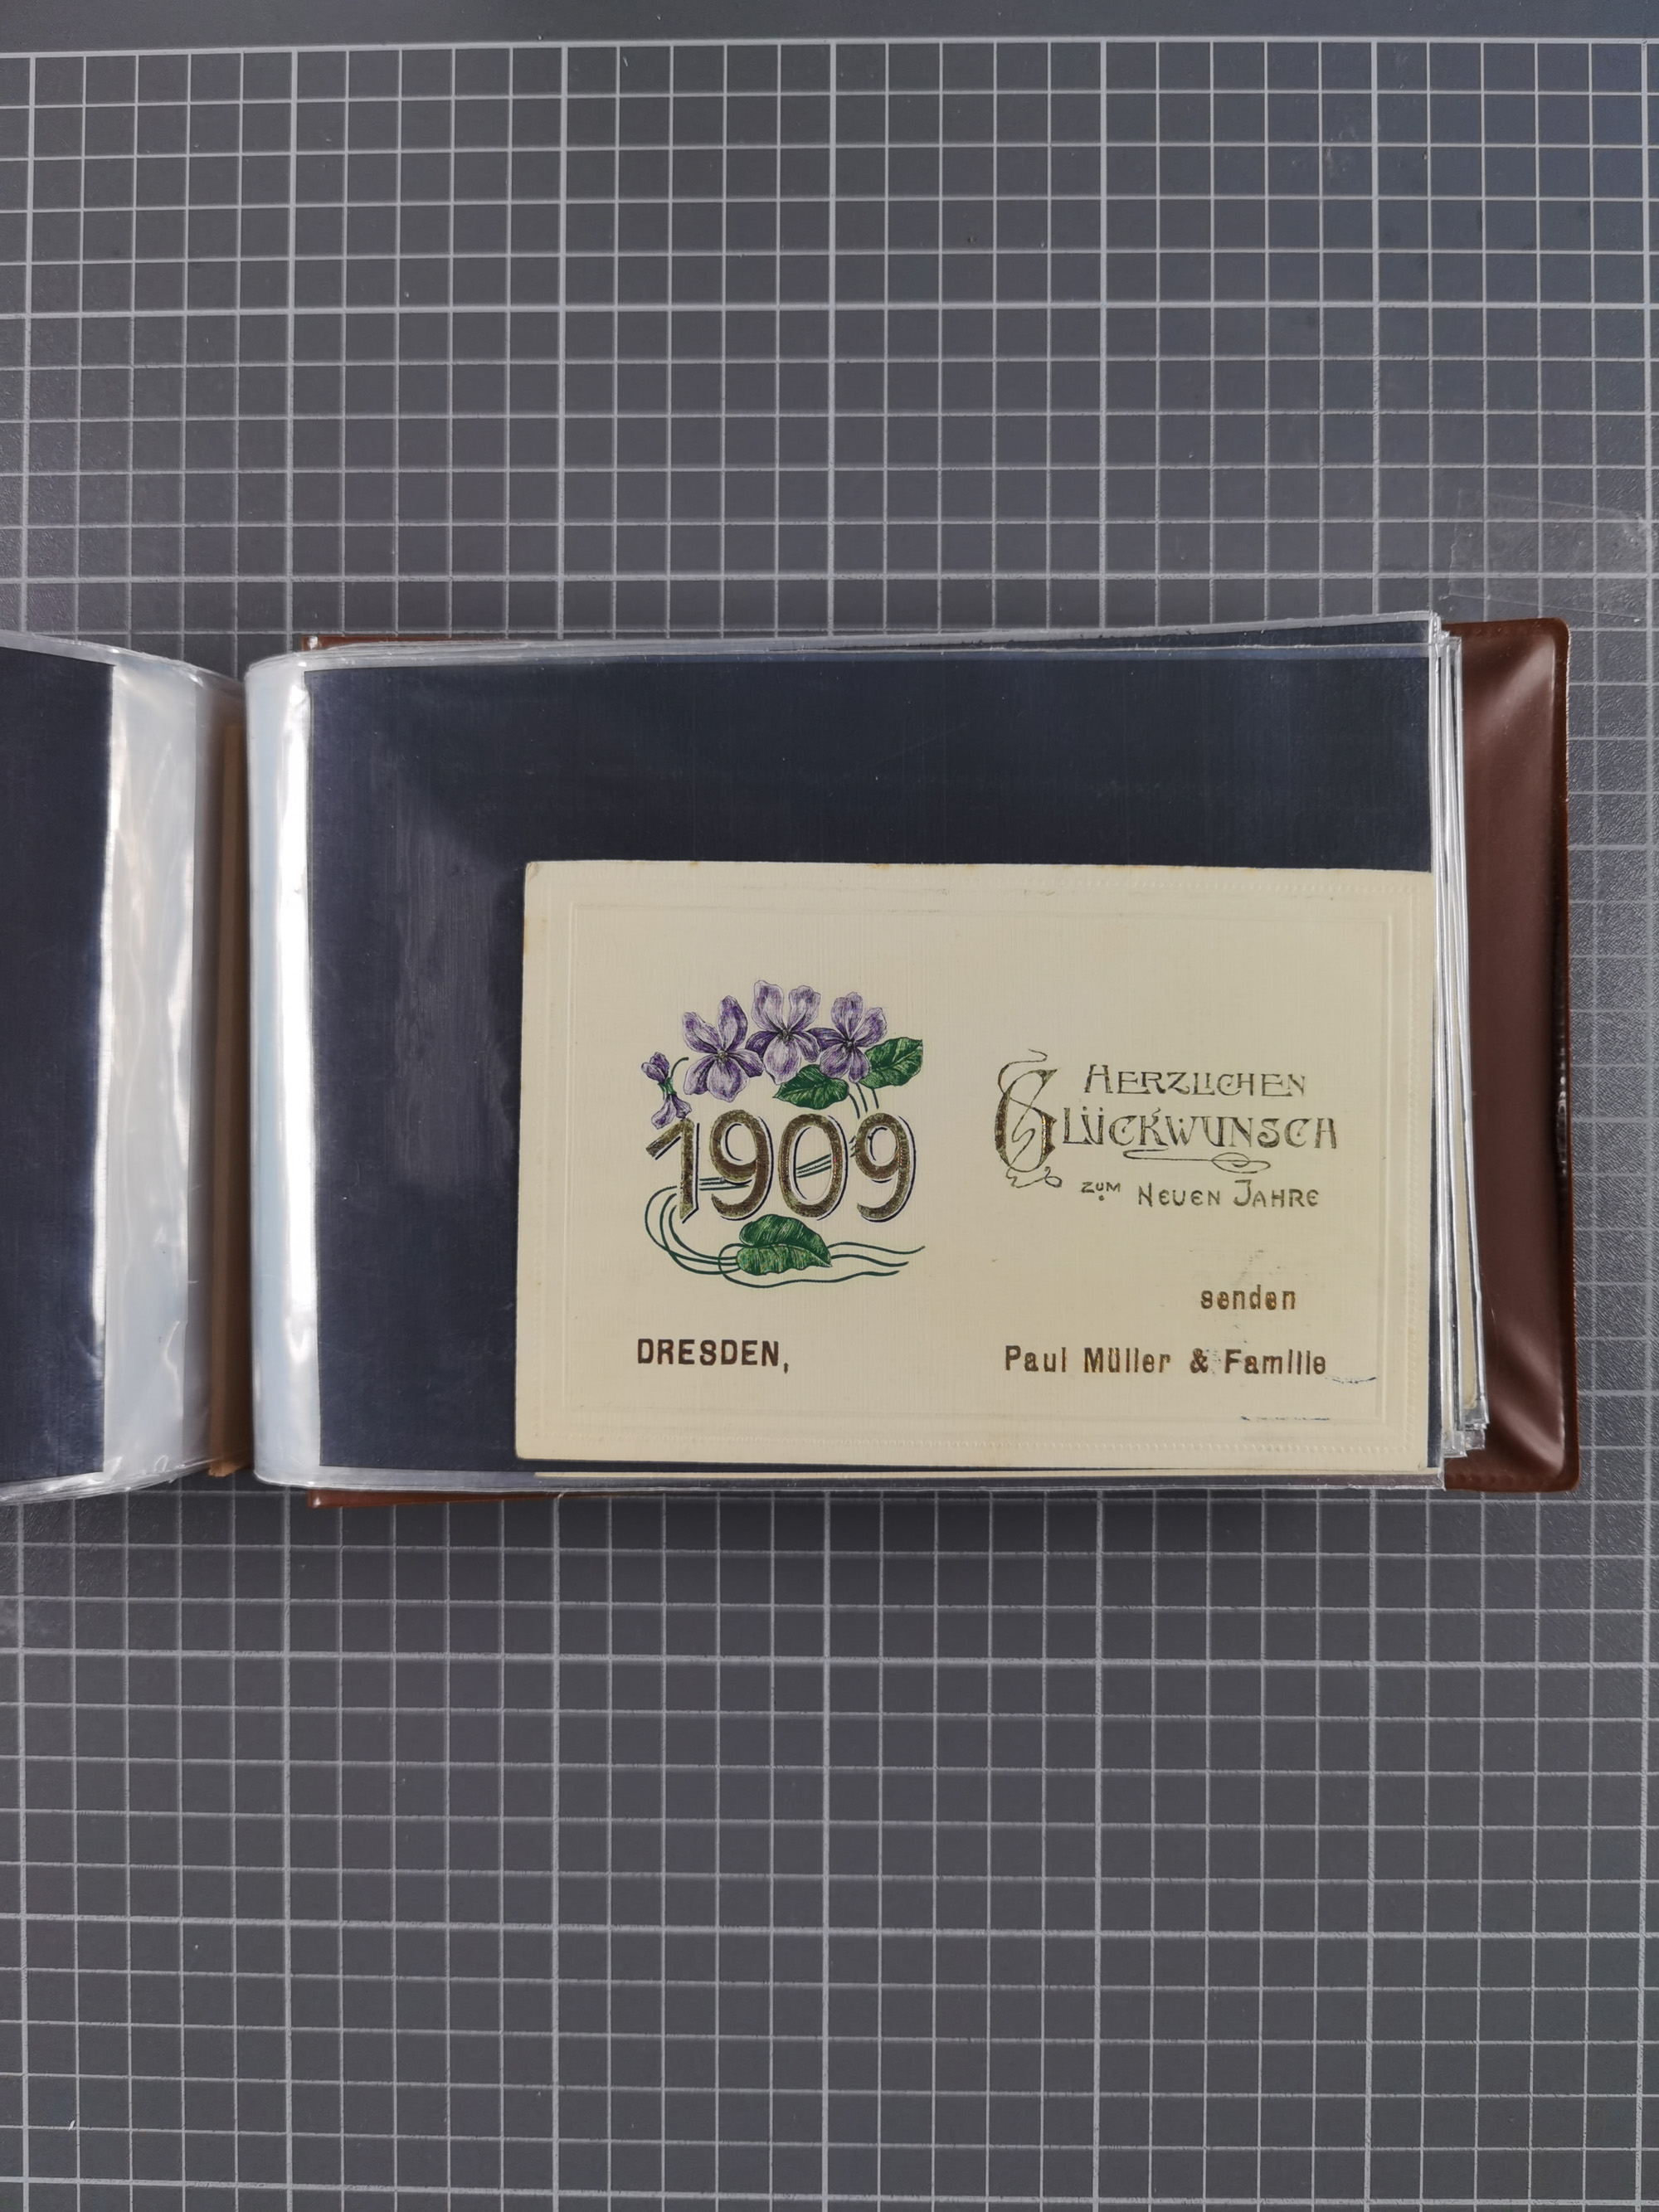 1909
HERZLICHEN
GLÜCKWUNSCH
ZUM NEUEN JAHRE
senden
DRESDEN,
Paul Müller & Familie